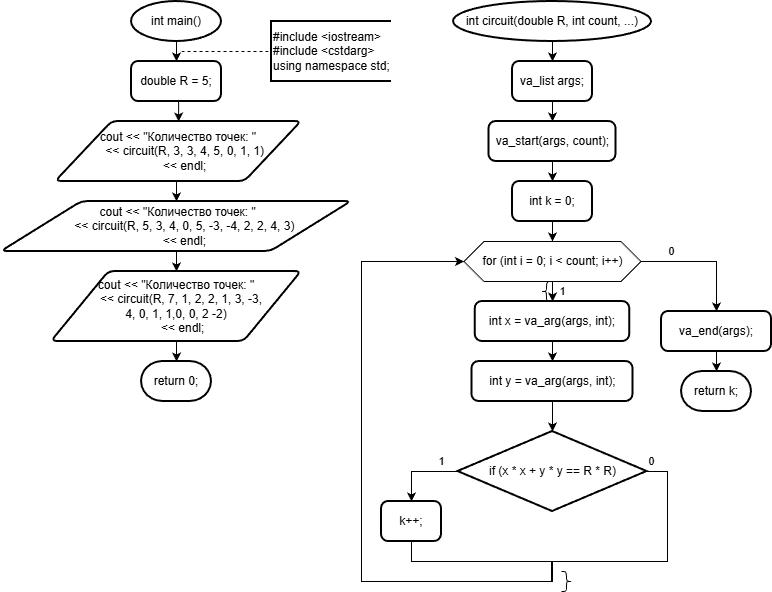 int main()
#include <iostream>
#include <cstdarg>
using namespace std;
double R = 5;
cout << "Количество точек: "
<< circuit(R, 3, 3, 4, 5, 0, 1, 1)
<< endl;
cout << "Количество точек: "
<< circuit(R, 5, 3, 4, 0, 5, -3, -4, 2, 2, 4, 3)
<< endl;
cout << "Количество точек: "
<< circuit(R, 7, 1, 2, 2, 1, 3, -3,
4, 0, 1, 1,0, 0, 2 -2)
<< endl;
return 0;
int circuit(double R, int count, ...)
va_list args;
va_start(args, count);
int k = 0;
for (int i = 0; i < count; i++)
0
{
1
int x = va_arg(args, int);
int y = va_arg(args, int);
if (x * x + y * y == R * R)
1
0
k++;
}
va_end(args);
return k;